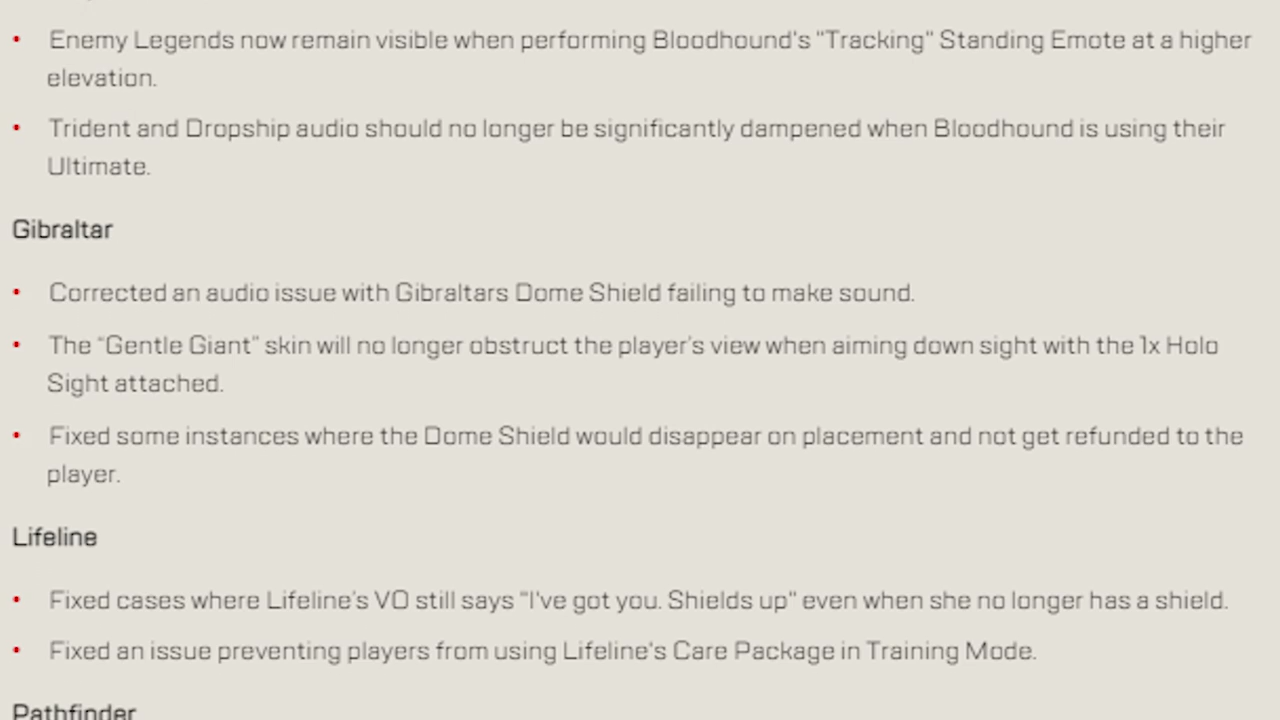 • Enemy Legends now remain visible when performing Bloodhound's "Tracking" Standing Emote at a higher
elevation.
• Trident and Dropship audio should no longer be significantly dampened when Bloodhound is using their
Ultimate.
Gibraltar
• Corrected an audio issue with Gibraltars Dome Shield failing to make sound.
• The “Gentle Giant” skin will no longer obstruct the player's view when aiming down sight with the 1x Holo
Sight attached.
• Fixed some instances where the Dome Shield would disappear on placement and not get refunded to the
player.
Lifeline
• Fixed cases where Lifeline's VO still says "I've got you. Shields up" even when she no longer has a shield.
• Fixed an issue preventing players from using Lifeline's Care Package in Training Mode.
Pathfinder